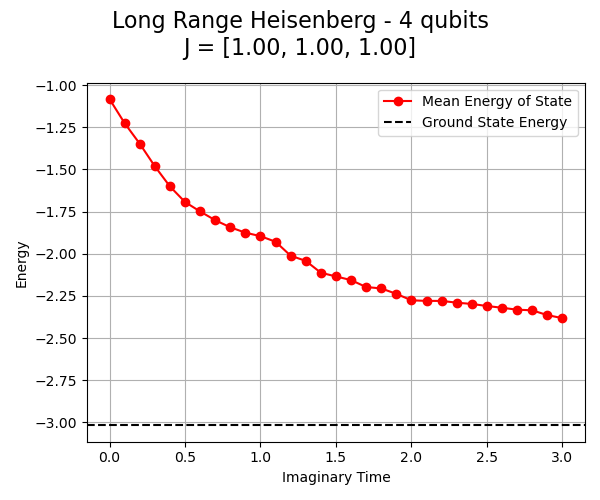 Long Range Heisenberg - 4 qubits
J = [1.00, 1.00, 1.00]
Mean Energy of State
Ground State Energy
Energy
−1.00
−1.25
−1.50
−1.75
−2.00
−2.25
−2.50
−2.75
−3.00
0.0 0.5 1.0 1.5 2.0 2.5 3.0
Imaginary Time